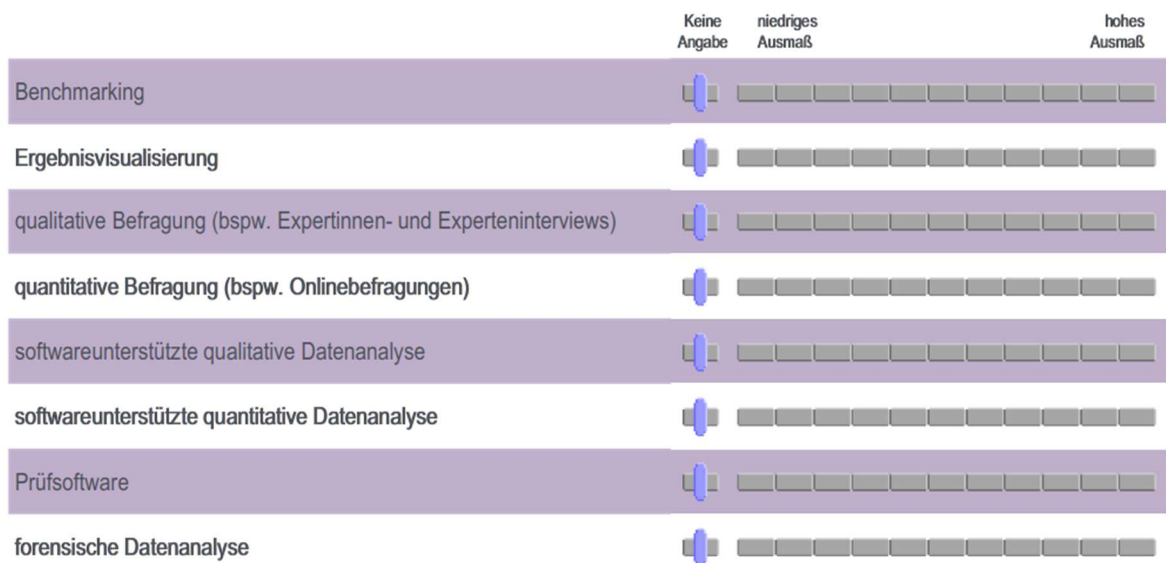 Keine niedriges hohes
Angabe Ausmaß Ausmaß
Benchmarking
Ergebnisvisualisierung
qualitative Befragung (bspw. Expertinnen- und Experteninterviews)
quantitative Befragung (bspw. Onlinebefragungen)
softwareunterstützte qualitative Datenanalyse
softwareunterstützte quantitative Datenanalyse
Prüfsoftware
forensische Datenanalyse